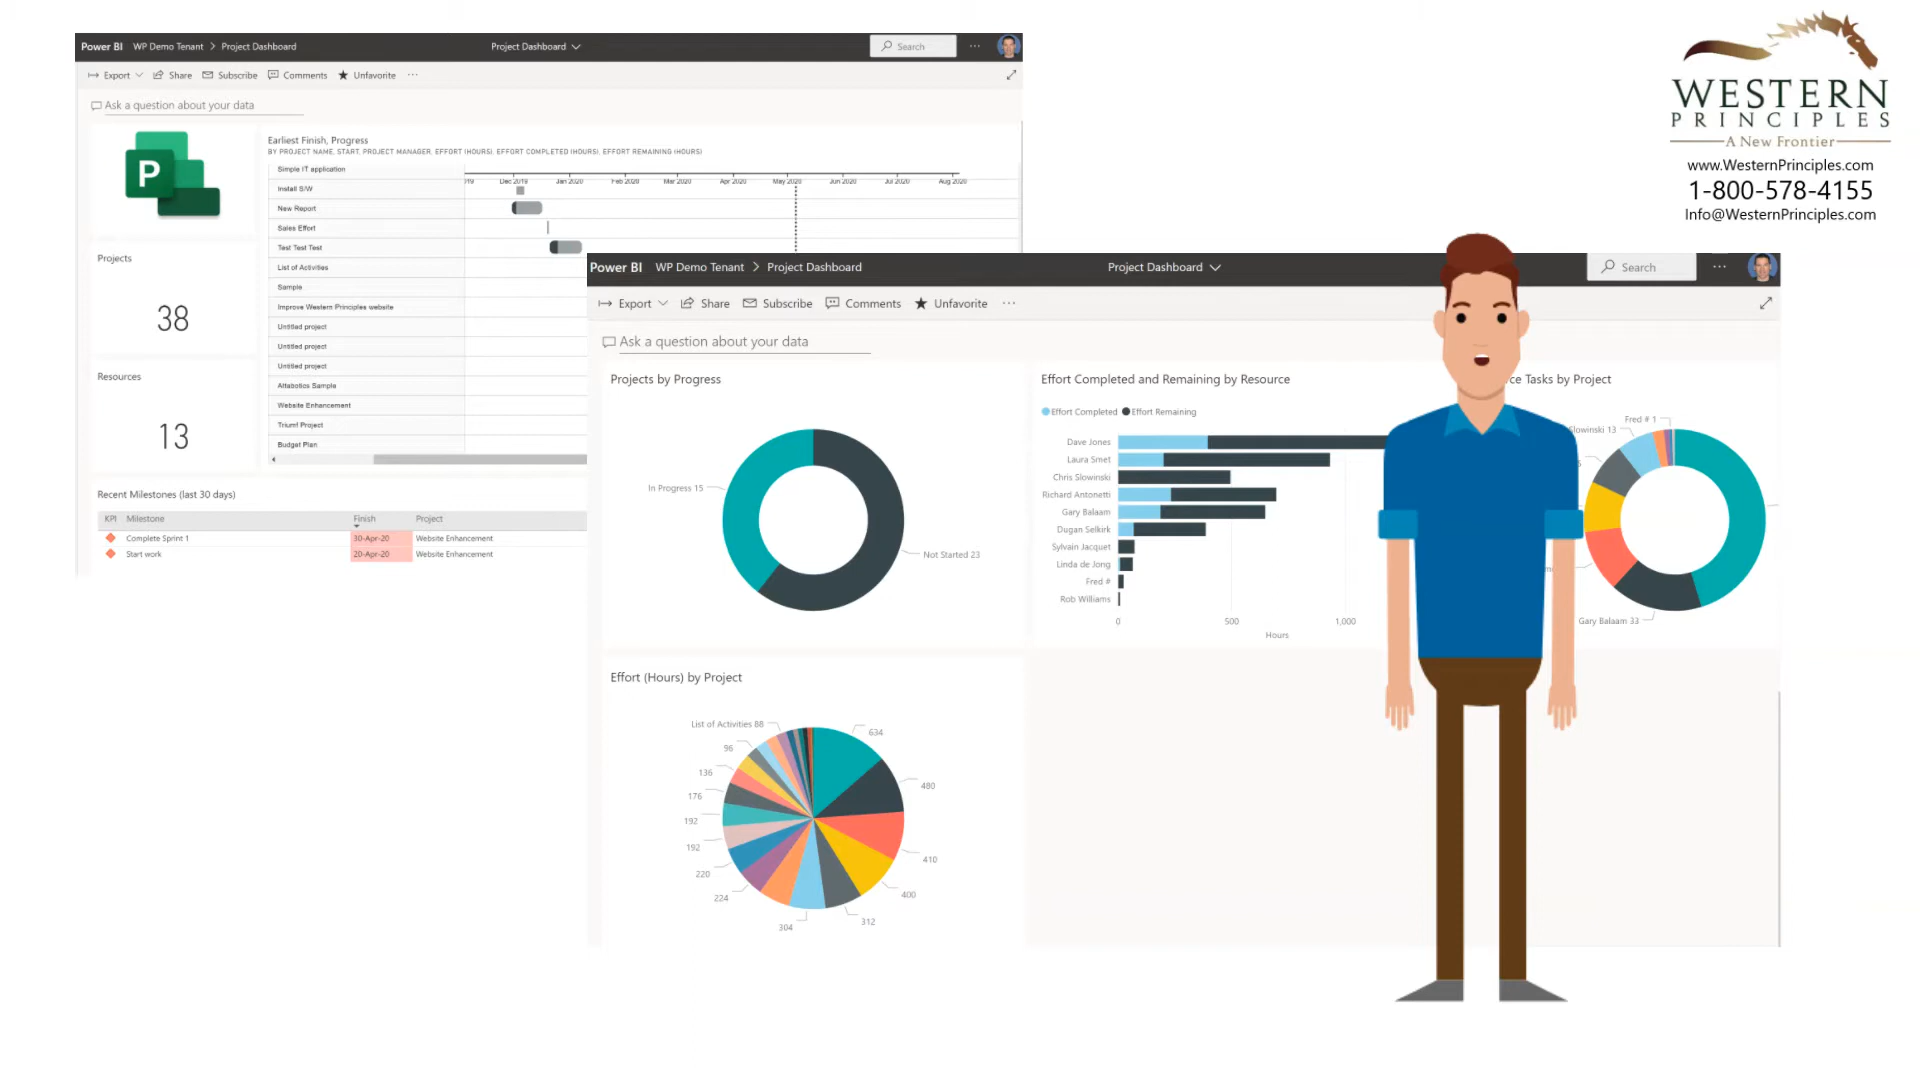 Power BI WP Demo Tenant > Project Dashboard
Project Dashboard
Search
Export Share Subscribe Comments Unfavorite ...
Ask a question about your data
P
Projects
38
Resources
13
Earliest Finish, Progress
BY PROJECT NAME, START, PROJECT MANAGER, EFFORT (HOURS), EFFORT COMPLETED (HOURS), EFFORT REMAINING (HOURS)
Dec 2019 Jan 2020 Feb 2020 Mar 2020 Apr 2020 May 2020 Jun 2020 Jul 2020 Aug 2020
Simple IT application
Install S/W
New Report
Sales Effort
Test Test Test
List of Activities
Sample
Improve Western Principles website
Untitled project
Untitled project
Untitled project
Website Enhancement
Triumf Project
Budget Plan
Recent Milestones (last 30 days)
KPI Milestone Finish Project
Complete Sprint 1 30-Apr-20 Website Enhancement
Start work 20-Apr-20 Website Enhancement
WESTERN
PRINCIPLES
A New Frontier
www.WesternPrinciples.com
1-800-578-4155
Info@WesternPrinciples.com
Power BI WP Demo Tenant > Project Dashboard
Project Dashboard
Search
Export Share Subscribe Comments Unfavorite ...
Ask a question about your data
Projects by Progress
In Progress 15
Not Started 23
Effort Completed and Remaining by Resource
Effort Completed Effort Remaining
Dave Jones
Laura Smet
Chris Slowinski
Richard Antonetti
Gary Balaam
Dugan Selkirk
Sylvain Jacquet
Linda de Jong
Fred #
Rob Williams
0 500 1,000
Hours
Tasks by Project
Fred # 1
Slowinski 13
Gary Balaam 33
Effort (Hours) by Project
List of Activities 88
96
136
176
192
192
220
224
304
312
400
410
480
634